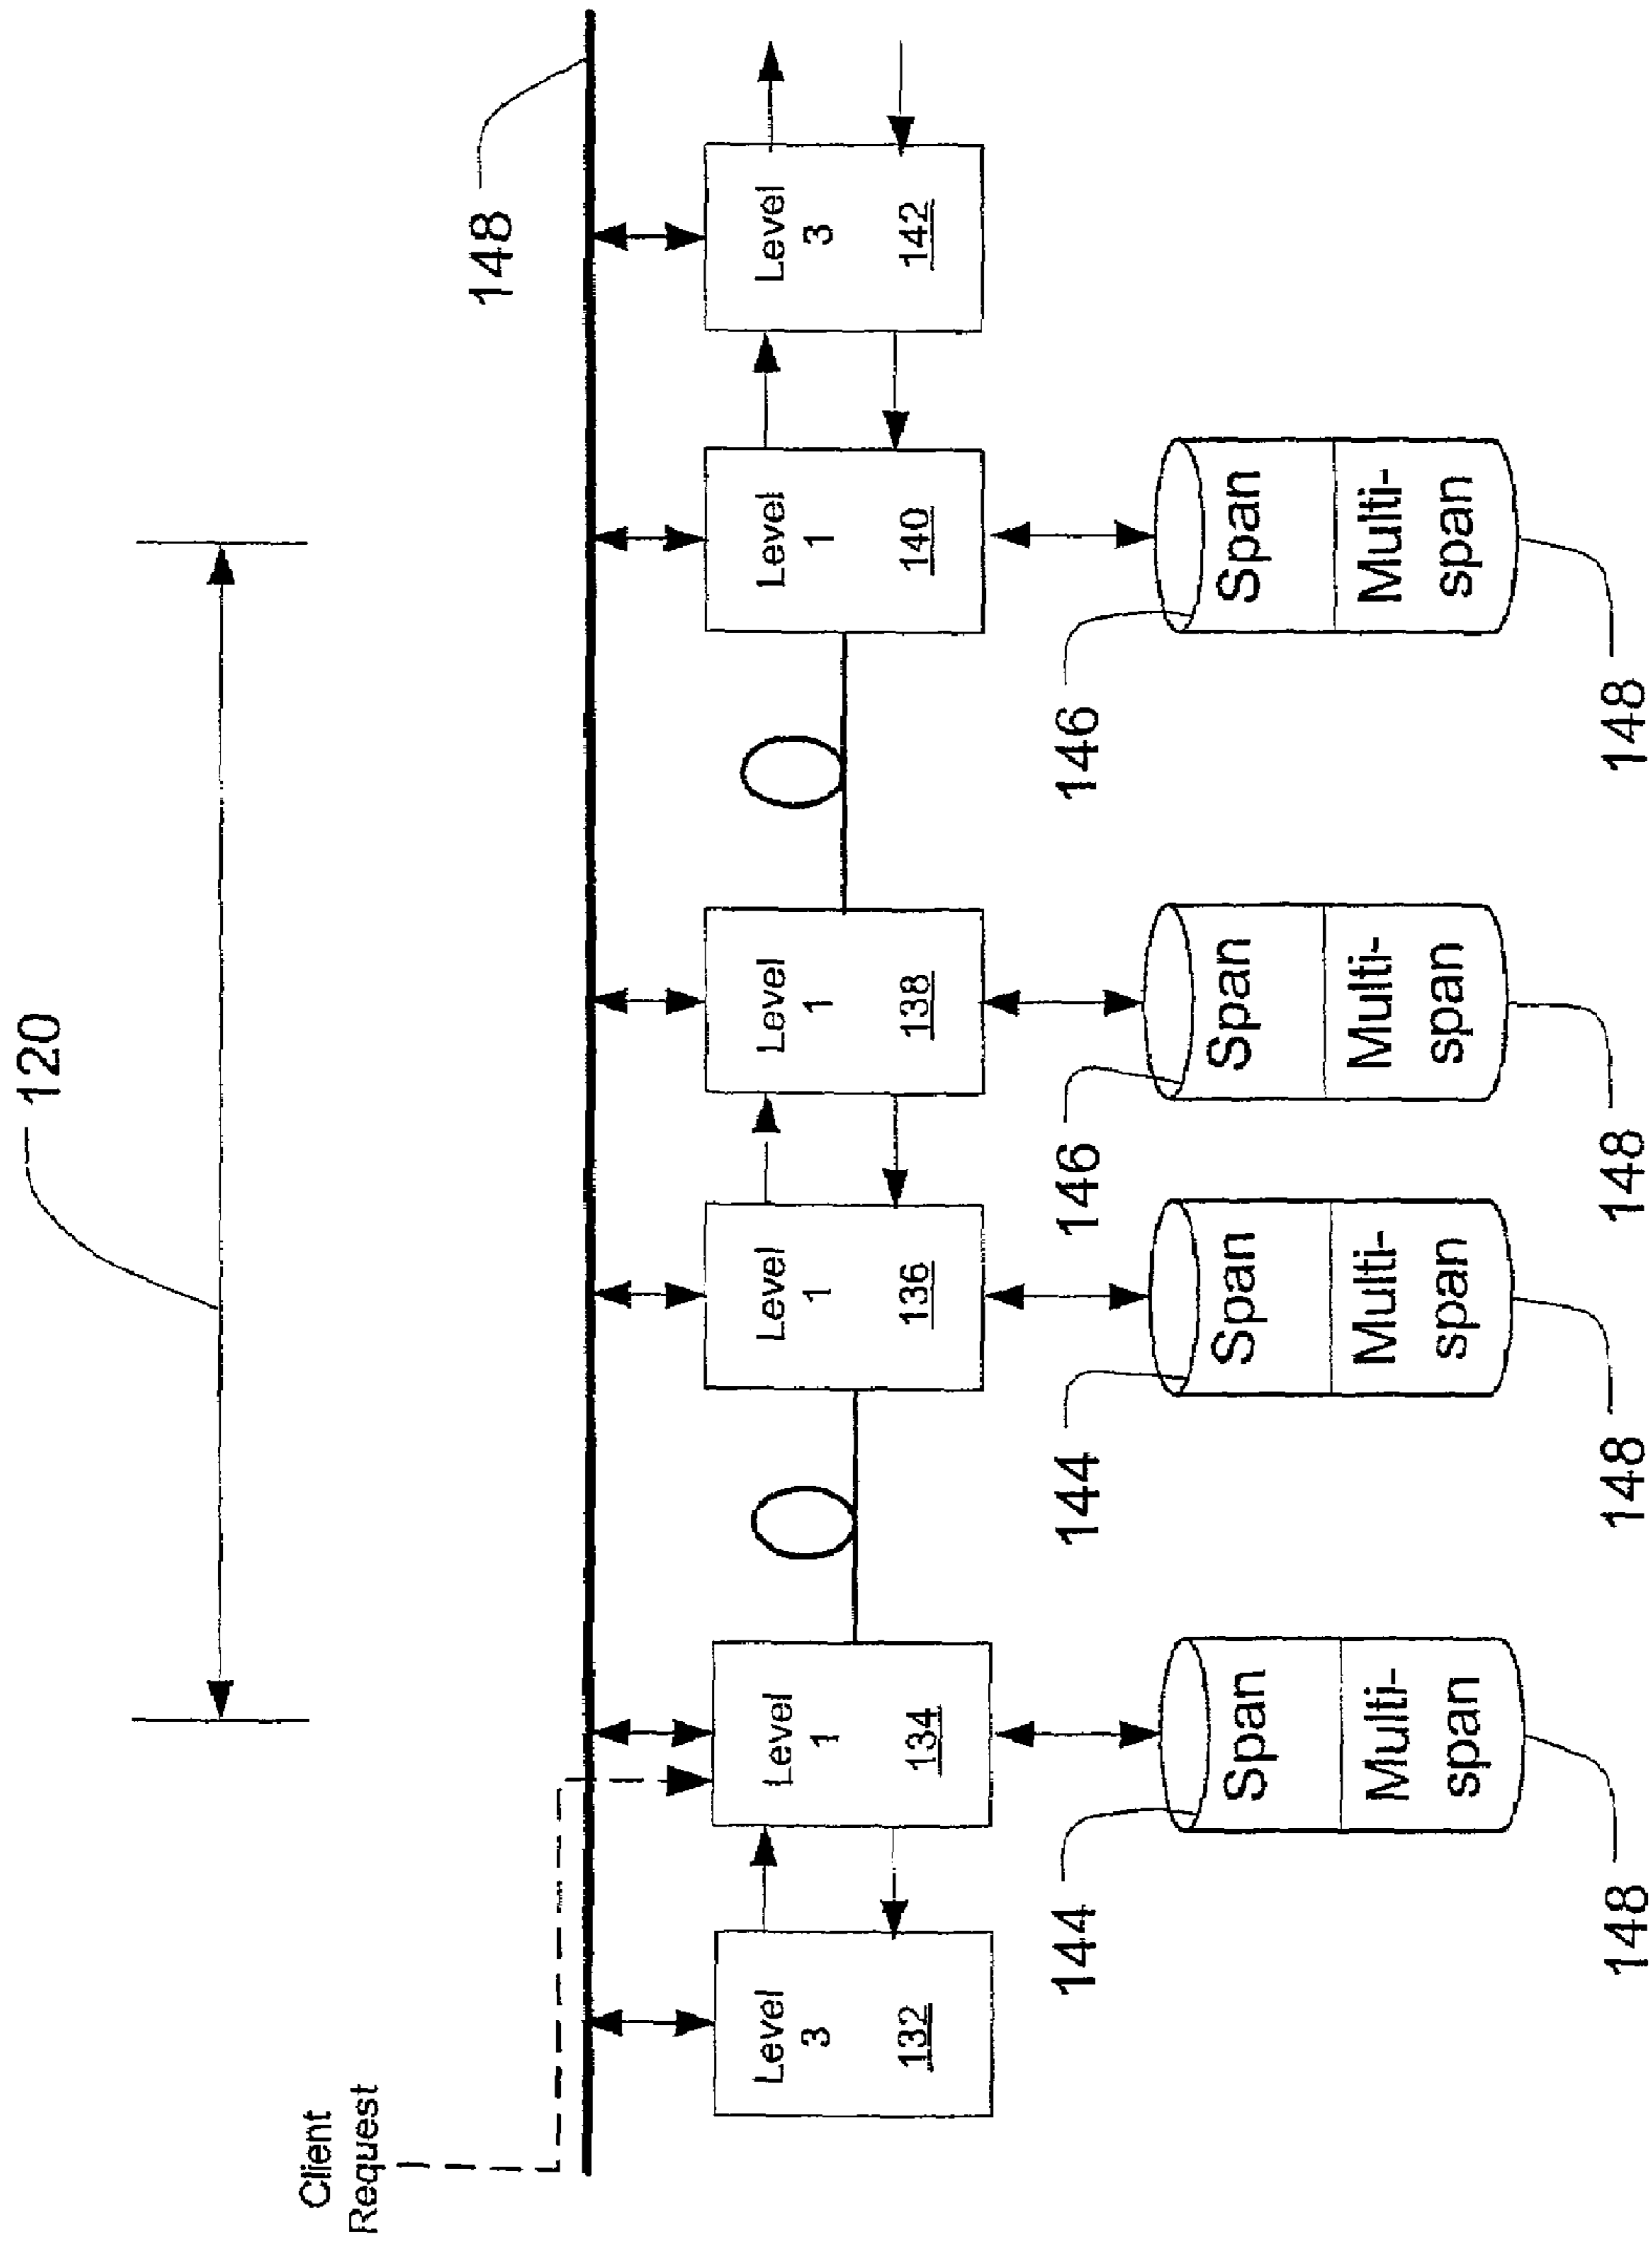 120
Client
Request
148
Level
3
132
Level
1
134
Level
1
136
Level
1
138
Level
1
140
Level
3
142
144
Span
Multi-
span
148
144
Span
Multi-
span
148
146
Span
Multi-
span
148
146
Span
Multi-
span
148